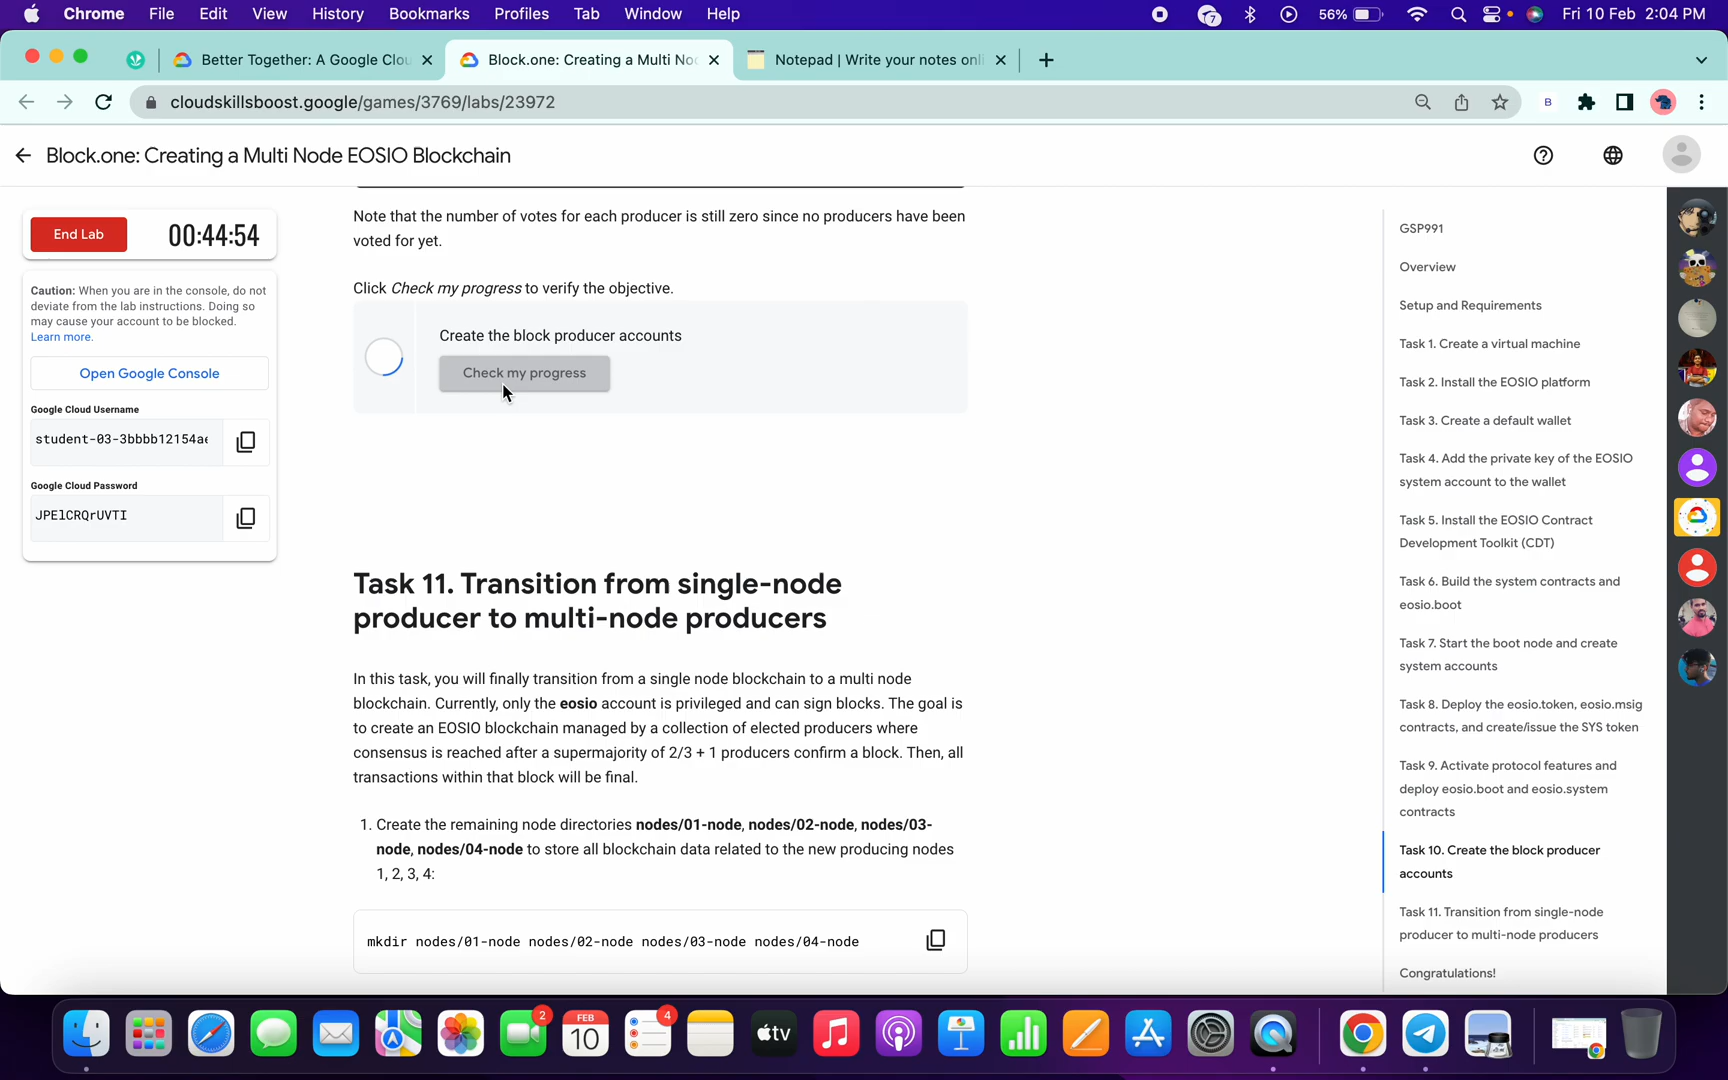 Chrome File Edit View History Bookmarks Profiles Tab Window Help 7 56% Fri 10 Feb 2:04 PM
Better Together: A Google Clou Block.one: Creating a Multi No Notepad | Write your notes onli
cloudskillsboost.google/games/3769/labs/23972 B
Block.one: Creating a Multi Node EOSIO Blockchain
End Lab 00:44:54
Caution: When you are in the console, do not
deviate from the lab instructions. Doing so
may cause your account to be blocked.
Learn more.
Open Google Console
Google Cloud Username
student-03-3bbbb12154ae
Google Cloud Password
JPElCRQrUVTI
Note that the number of votes for each producer is still zero since no producers have been
voted for yet.
Click Check my progress to verify the objective.
Create the block producer accounts
Check my progress
Task 11. Transition from single-node
producer to multi-node producers
In this task, you will finally transition from a single node blockchain to a multi node
blockchain. Currently, only the eosio account is privileged and can sign blocks. The goal is
to create an EOSIO blockchain managed by a collection of elected producers where
consensus is reached after a supermajority of 2/3 + 1 producers confirm a block. Then, all
transactions within that block will be final.
1. Create the remaining node directories nodes/01-node, nodes/02-node, nodes/03-
node, nodes/04-node to store all blockchain data related to the new producing nodes
1, 2, 3, 4:
mkdir nodes/01-node nodes/02-node nodes/03-node nodes/04-node
GSP991
Overview
Setup and Requirements
Task 1. Create a virtual machine
Task 2. Install the EOSIO platform
Task 3. Create a default wallet
Task 4. Add the private key of the EOSIO
system account to the wallet
Task 5. Install the EOSIO Contract
Development Toolkit (CDT)
Task 6. Build the system contracts and
eosio.boot
Task 7. Start the boot node and create
system accounts
Task 8. Deploy the eosio.token, eosio.msig
contracts, and create/issue the SYS token
Task 9. Activate protocol features and
deploy eosio.boot and eosio.system
contracts
Task 10. Create the block producer
accounts
Task 11. Transition from single-node
producer to multi-node producers
Congratulations!
2 FEB 10 4 tv